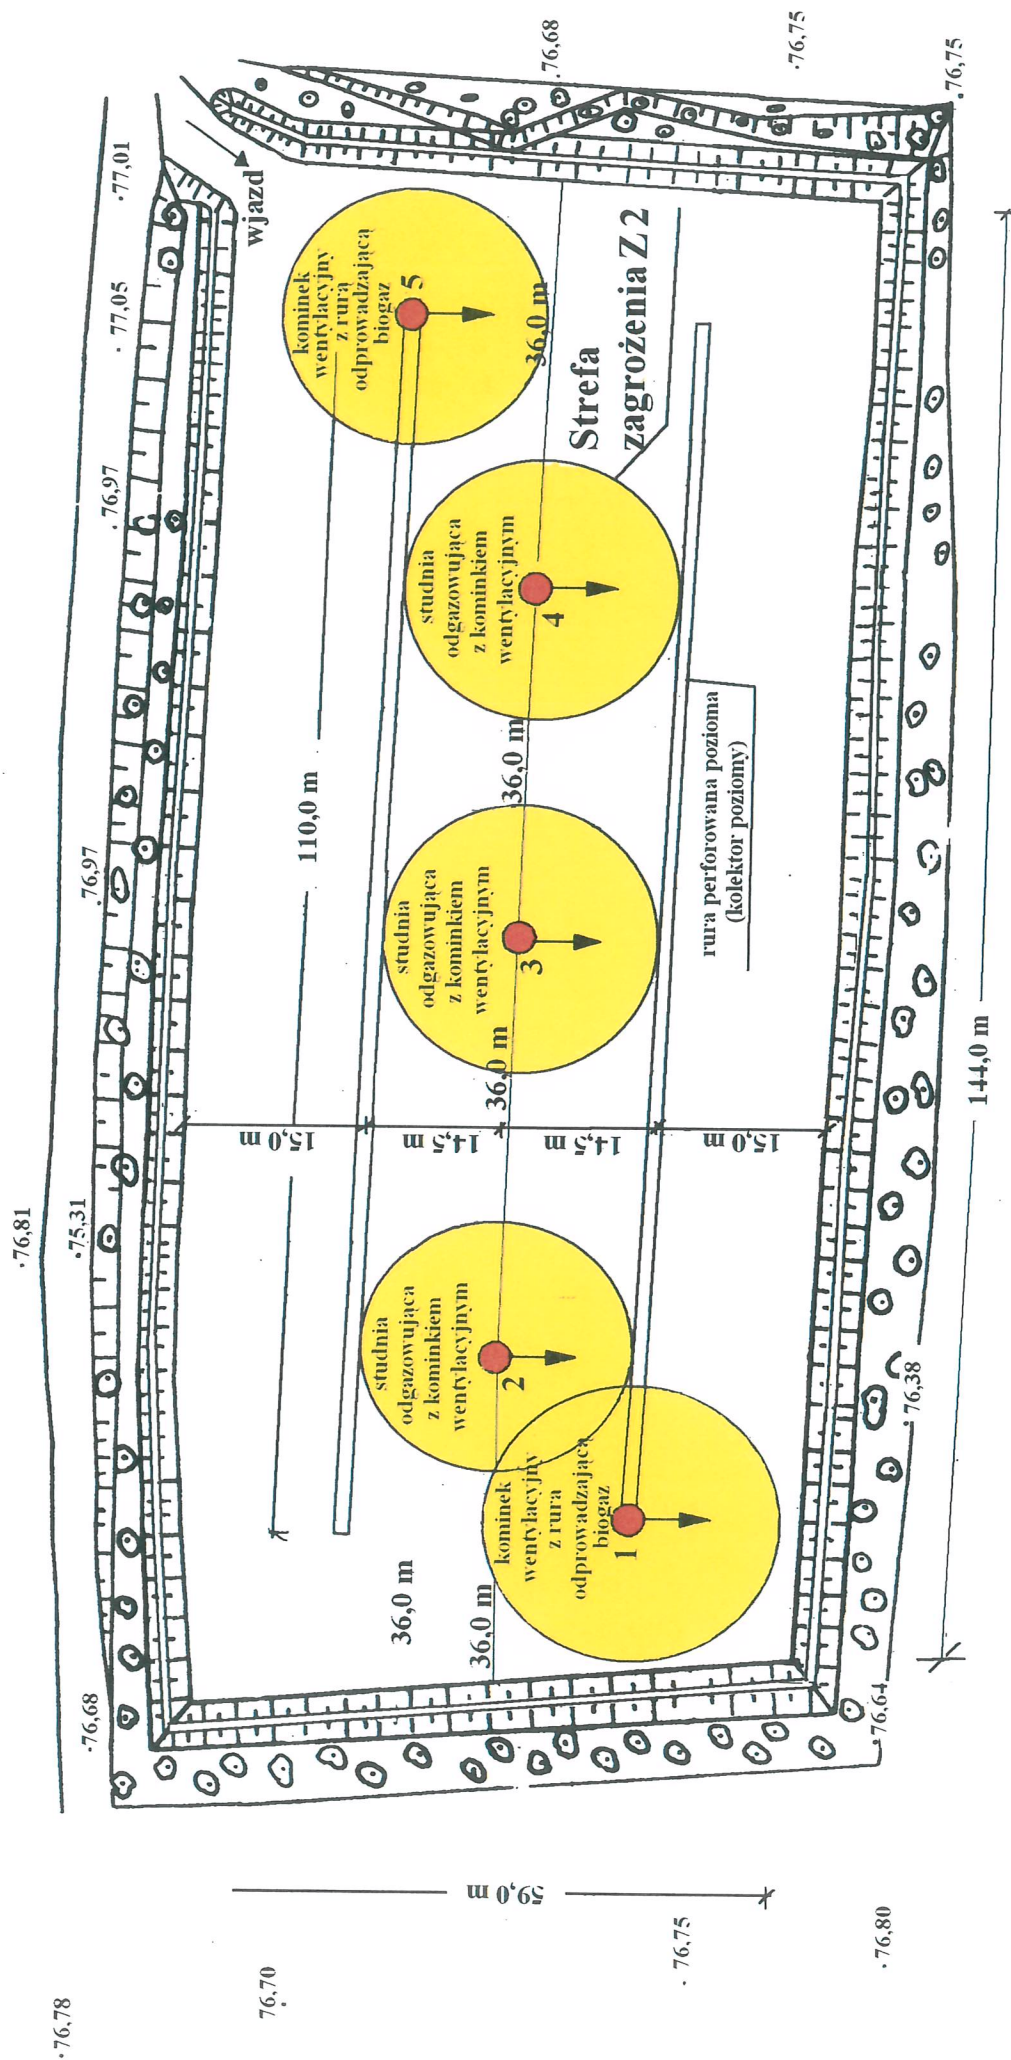 76,81
76,78
76,68
75,31
76,97
76,97
77,05
77,01
wjazd
76,68
76,75
76,75
kominek
wentylacyjny
z rurą
odprowadzającą
biogaz
5
36,0 m
Strefa
zagrożenia Z 2
studnia
odgazowująca
z kominkiem
wentylacyjnym
4
36,0 m
110,0 m
studnia
odgazowująca
z kominkiem
wentylacyjnym
3
36,0 m
rura perforowana pozioma
(kolektor poziomy)
15,0 m
14,5 m
14,5 m
15,0 m
studnia
odgazowująca
z kominkiem
wentylacyjnym
2
kominek
wentylacyjny
z rura
odprowadzającą
biogaz
1
36,0 m
36,0 m
144,0 m
76,38
76,64
59,0 m
76,70
76,75
76,80